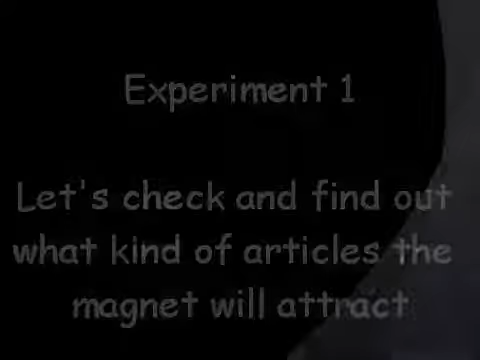 Experiment 1
Let's check and find out
what kind of articles the
magnet will attract